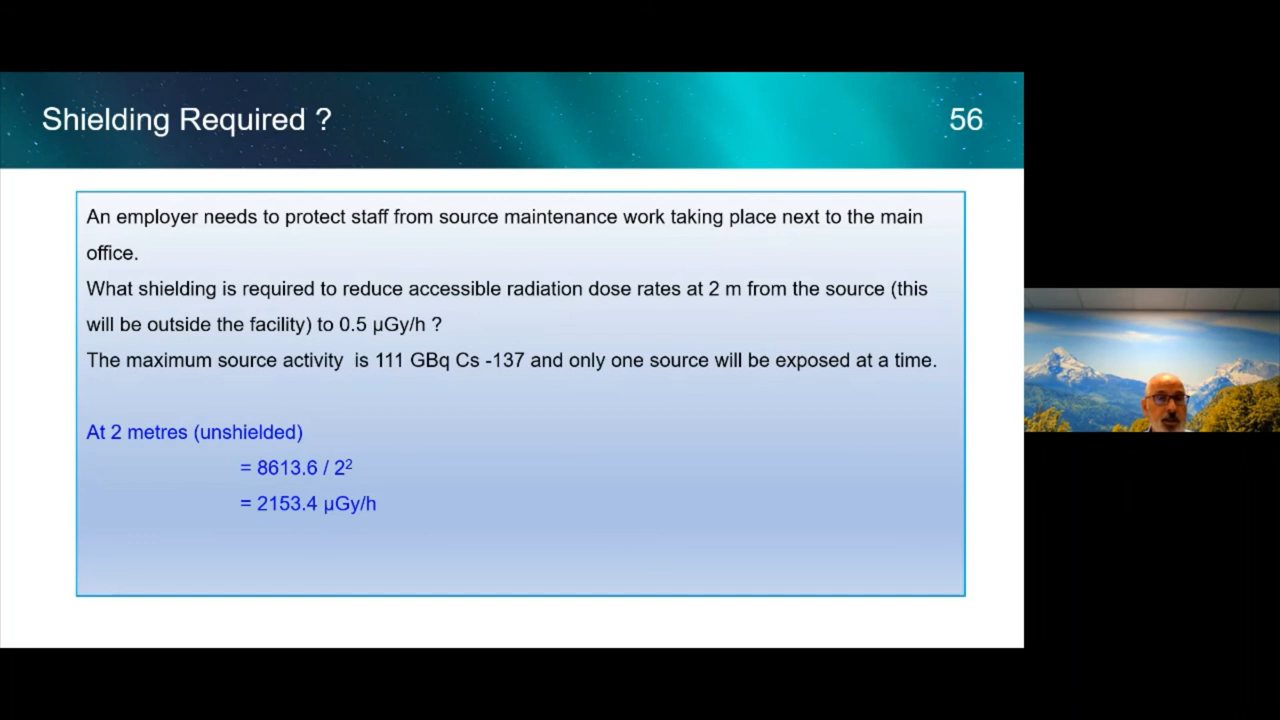 Shielding Required ?
56
An employer needs to protect staff from source maintenance work taking place next to the main
office.
What shielding is required to reduce accessible radiation dose rates at 2 m from the source (this
will be outside the facility) to 0.5 µGy/h ?
The maximum source activity  is 111 GBq Cs -137 and only one source will be exposed at a time.
At 2 metres (unshielded)
= 8613.6 / 2²
= 2153.4 µGy/h